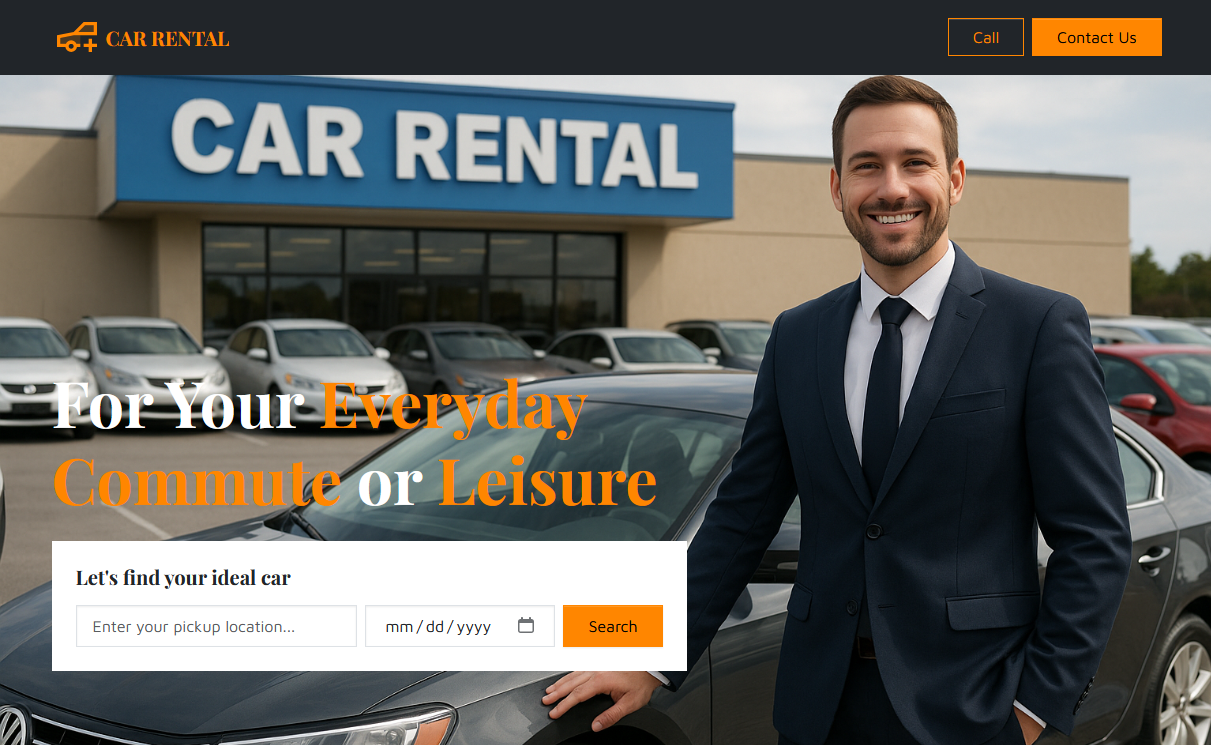 CAR RENTAL
Call
Contact Us
CAR RENTAL
For Your Everyday
Commute or Leisure
Let's find your ideal car
Enter your pickup location...
mm/dd/yyyy
Search